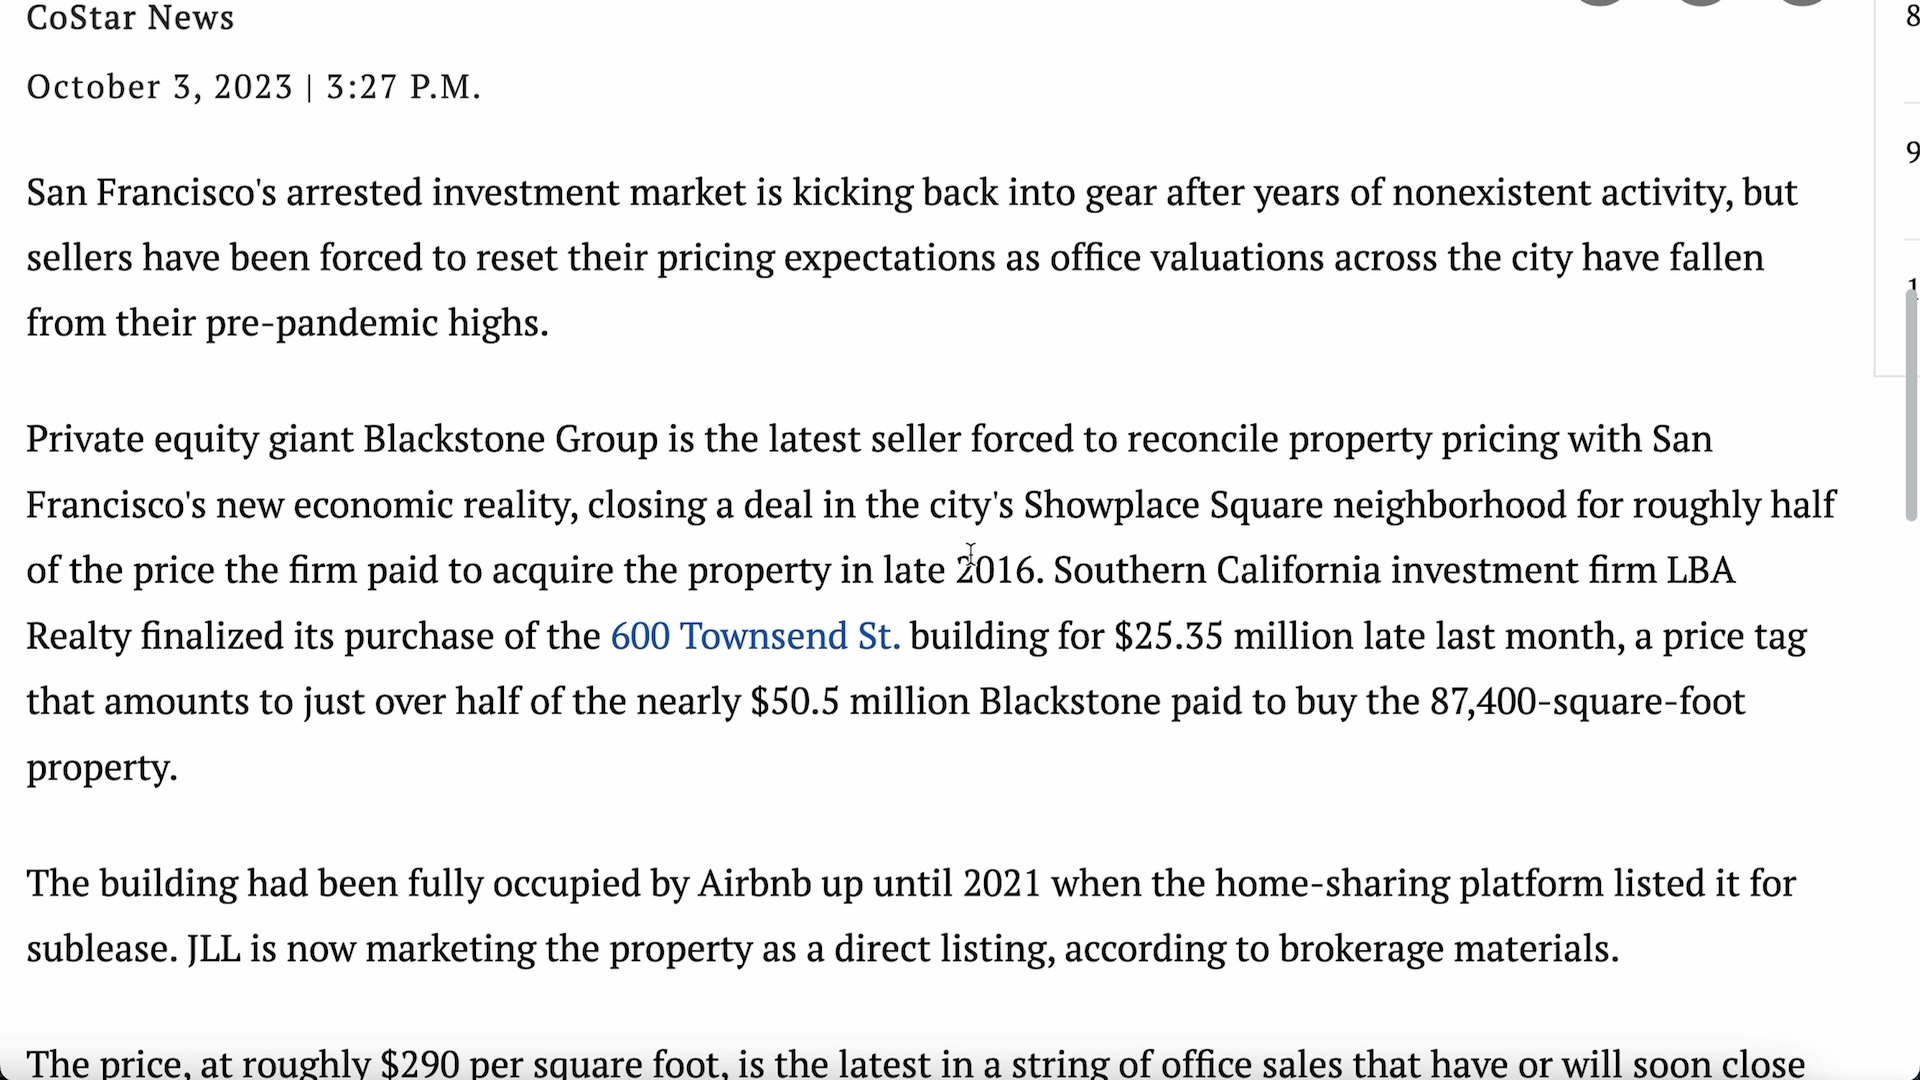 CoStar News
October 3, 2023 | 3:27 P.M.
San Francisco's arrested investment market is kicking back into gear after years of nonexistent activity, but
sellers have been forced to reset their pricing expectations as office valuations across the city have fallen
from their pre-pandemic highs.
Private equity giant Blackstone Group is the latest seller forced to reconcile property pricing with San
Francisco's new economic reality, closing a deal in the city's Showplace Square neighborhood for roughly half
of the price the firm paid to acquire the property in late 2016. Southern California investment firm LBA
Realty finalized its purchase of the 600 Townsend St. building for $25.35 million late last month, a price tag
that amounts to just over half of the nearly $50.5 million Blackstone paid to buy the 87,400-square-foot
property.
The building had been fully occupied by Airbnb up until 2021 when the home-sharing platform listed it for
sublease. JLL is now marketing the property as a direct listing, according to brokerage materials.
The price, at roughly $290 per square foot, is the latest in a string of office sales that have or will soon close
8
9